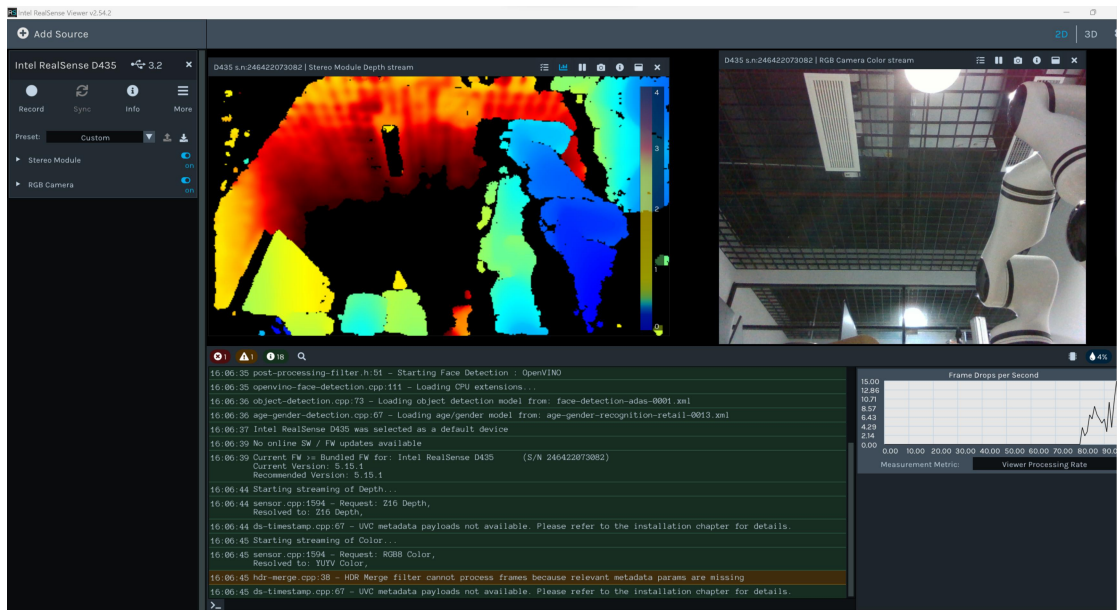 Intel RealSense Viewer v2.54.2
Add Source
2D | 3D
Intel RealSense D435 3.2
Record Sync Info More
Preset: Custom
Stereo Module on
RGB Camera on
D435 s.n:246422073082 | Stereo Module Depth stream
4
3
2
1
0
D435 s.n:246422073082 | RGB Camera Color stream
1 1 18
4%
16:06:35 post-processing-filter.h:51 – Starting Face Detection : OpenVINO
16:06:35 openvino-face-detection.cpp:111 – Loading CPU extensions...
16:06:36 object-detection.cpp:73 – Loading object detection model from: face-detection-adas-0001.xml
16:06:36 age-gender-detection.cpp:67 – Loading age/gender model from: age-gender-recognition-retail-0013.xml
16:06:37 Intel RealSense D435 was selected as a default device
16:06:39 No online SW / FW updates available
16:06:39 Current FW >= Bundled FW for: Intel RealSense D435 (S/N 246422073082)
Current Version: 5.15.1
Recommended Version: 5.15.1
16:06:44 Starting streaming of Depth...
16:06:44 sensor.cpp:1594 – Request: Z16 Depth,
Resolved to: Z16 Depth,
16:06:44 ds-timestamp.cpp:67 – UVC metadata payloads not available. Please refer to the installation chapter for details.
16:06:45 Starting streaming of Color...
16:06:45 sensor.cpp:1594 – Request: RGB8 Color,
Resolved to: YUYV Color,
16:06:45 hdr-merge.cpp:38 – HDR Merge filter cannot process frames because relevant metadata params are missing
16:06:45 ds-timestamp.cpp:67 – UVC metadata payloads not available. Please refer to the installation chapter for details.
>_
Frame Drops per Second
15.00
12.86
10.71
8.57
6.43
4.29
2.14
0.00
0.00 10.00 20.00 30.00 40.00 50.00 60.00 70.00 80.00 90.0
Measurement Metric: Viewer Processing Rate